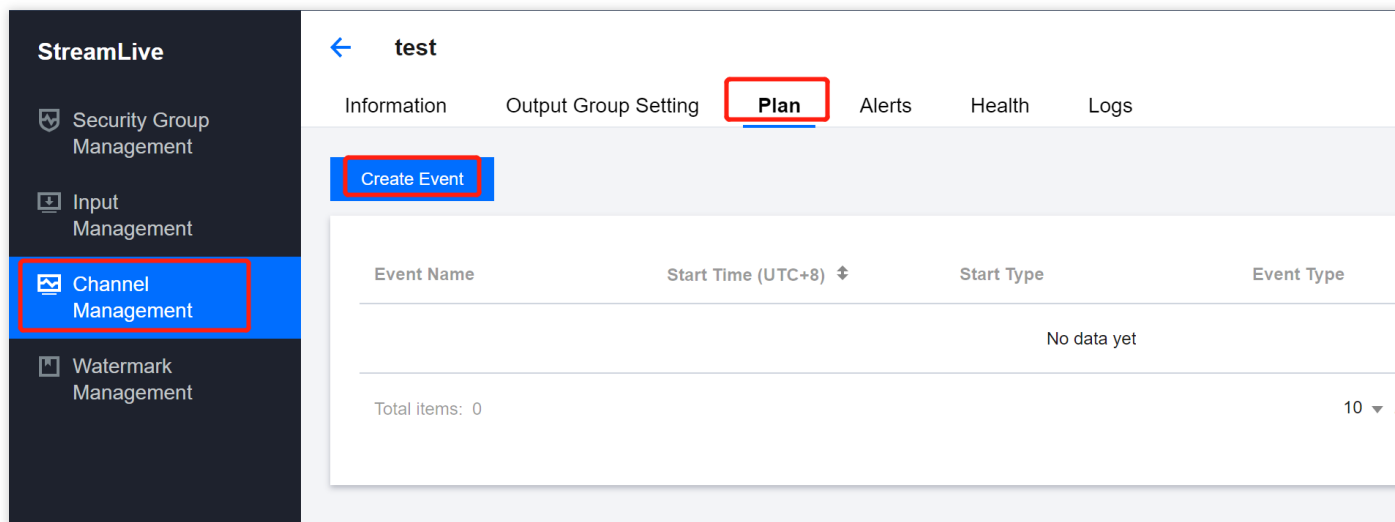 StreamLive
Security Group
Management
Input
Management
Channel
Management
Watermark
Management
test
Information Output Group Setting Plan Alerts Health Logs
Create Event
Event Name Start Time (UTC+8) Start Type Event Type
No data yet
Total items: 0 10